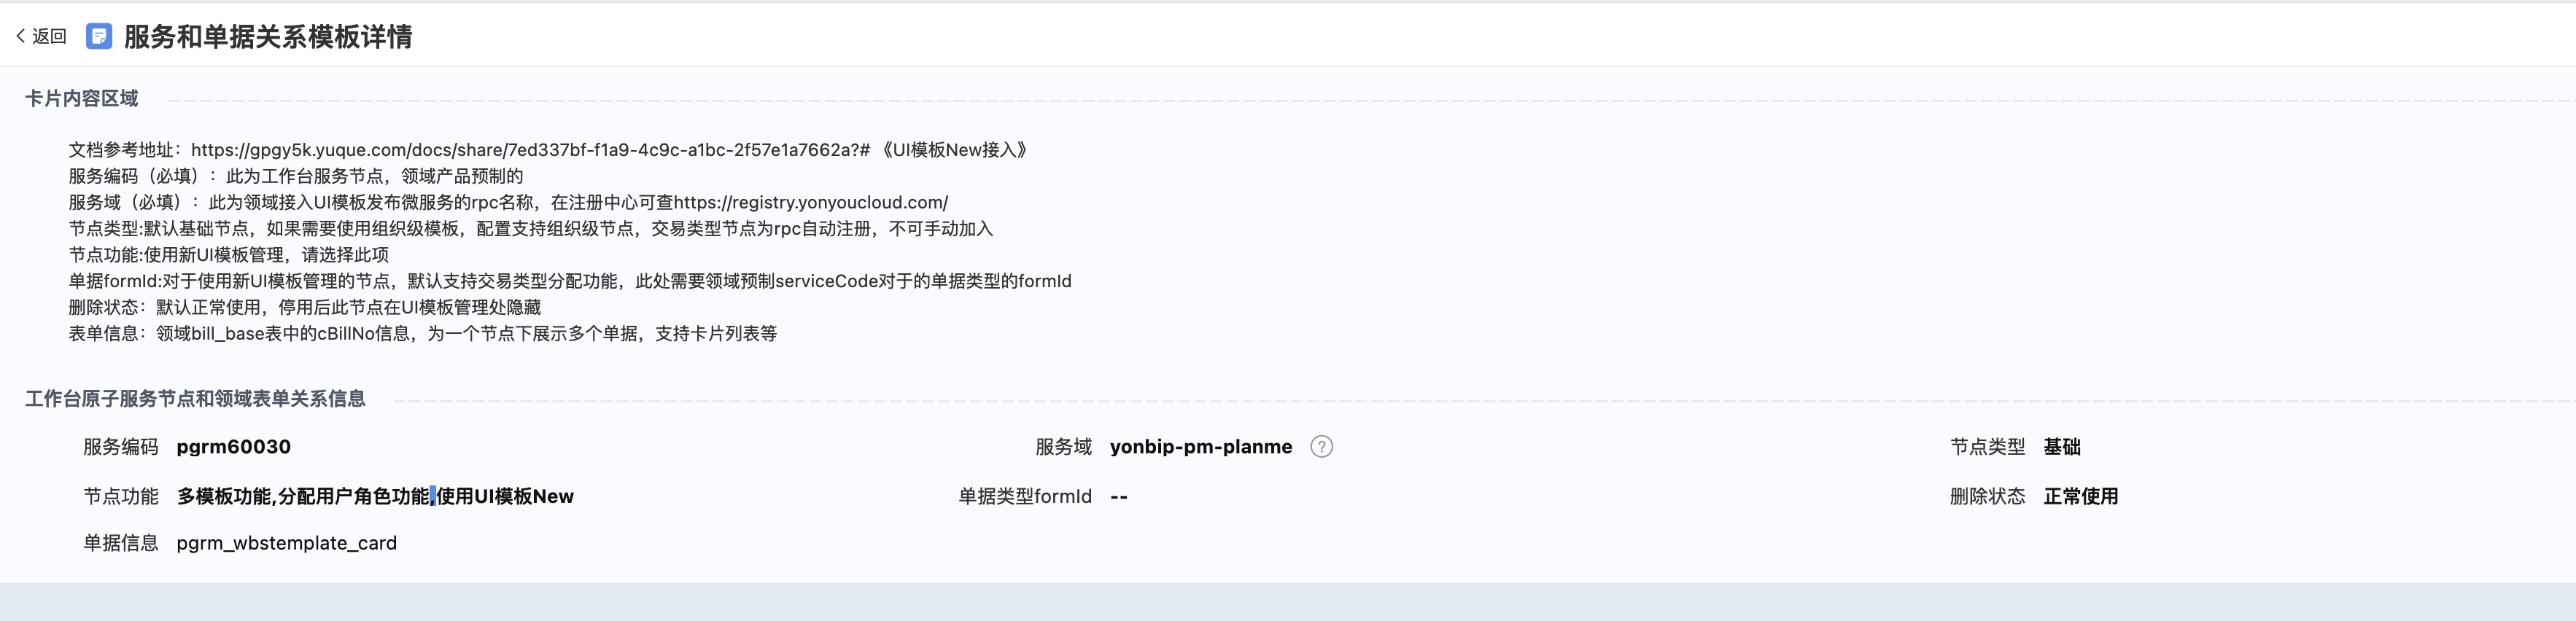 返回 服务和单据关系模板详情
卡片内容区域
文档参考地址：https://gpgy5k.yuque.com/docs/share/7ed337bf-f1a9-4c9c-a1bc-2f57e1a7662a?# 《UI模板New接入》
服务编码（必填）：此为工作台服务节点，领域产品预制的
服务域（必填）：此为领域接入UI模板发布微服务的rpc名称，在注册中心可查https://registry.yonyoucloud.com/
节点类型:默认基础节点，如果需要使用组织级模板，配置支持组织级节点，交易类型节点为rpc自动注册，不可手动加入
节点功能:使用新UI模板管理，请选择此项
单据formId:对于使用新UI模板管理的节点，默认支持交易类型分配功能，此处需要领域预制serviceCode对于的单据类型的formId
删除状态：默认正常使用，停用后此节点在UI模板管理处隐藏
表单信息：领域bill_base表中的cBillNo信息，为一个节点下展示多个单据，支持卡片列表等
工作台原子服务节点和领域表单关系信息
服务编码 pgrm60030 服务域 yonbip-pm-planme ? 节点类型 基础
节点功能 多模板功能,分配用户角色功能,使用UI模板New 单据类型formId -- 删除状态 正常使用
单据信息 pgrm_wbstemplate_card